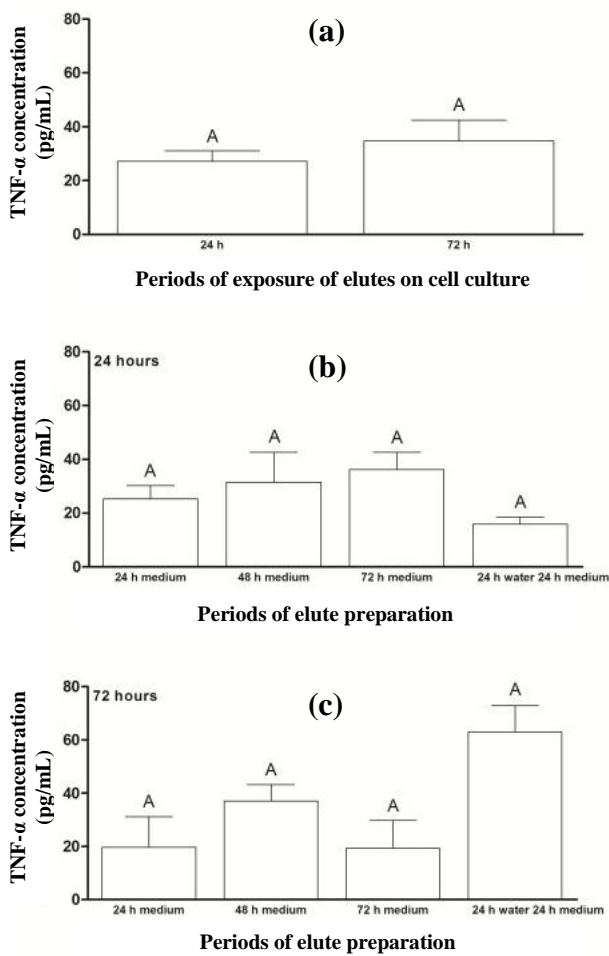 (a)
TNF-α concentration
(pg/mL)
80
60
40
20
0
A
A
24 h
72 h
Periods of exposure of elutes on cell culture
24 hours
(b)
TNF-α concentration
(pg/mL)
80
60
40
20
0
A
A
A
A
24 h medium
48 h medium
72 h medium
24 h water 24 h medium
Periods of elute preparation
72 hours
(c)
TNF-α concentration
(pg/mL)
80
60
40
20
0
A
A
A
A
24 h medium
48 h medium
72 h medium
24 h water 24 h medium
Periods of elute preparation